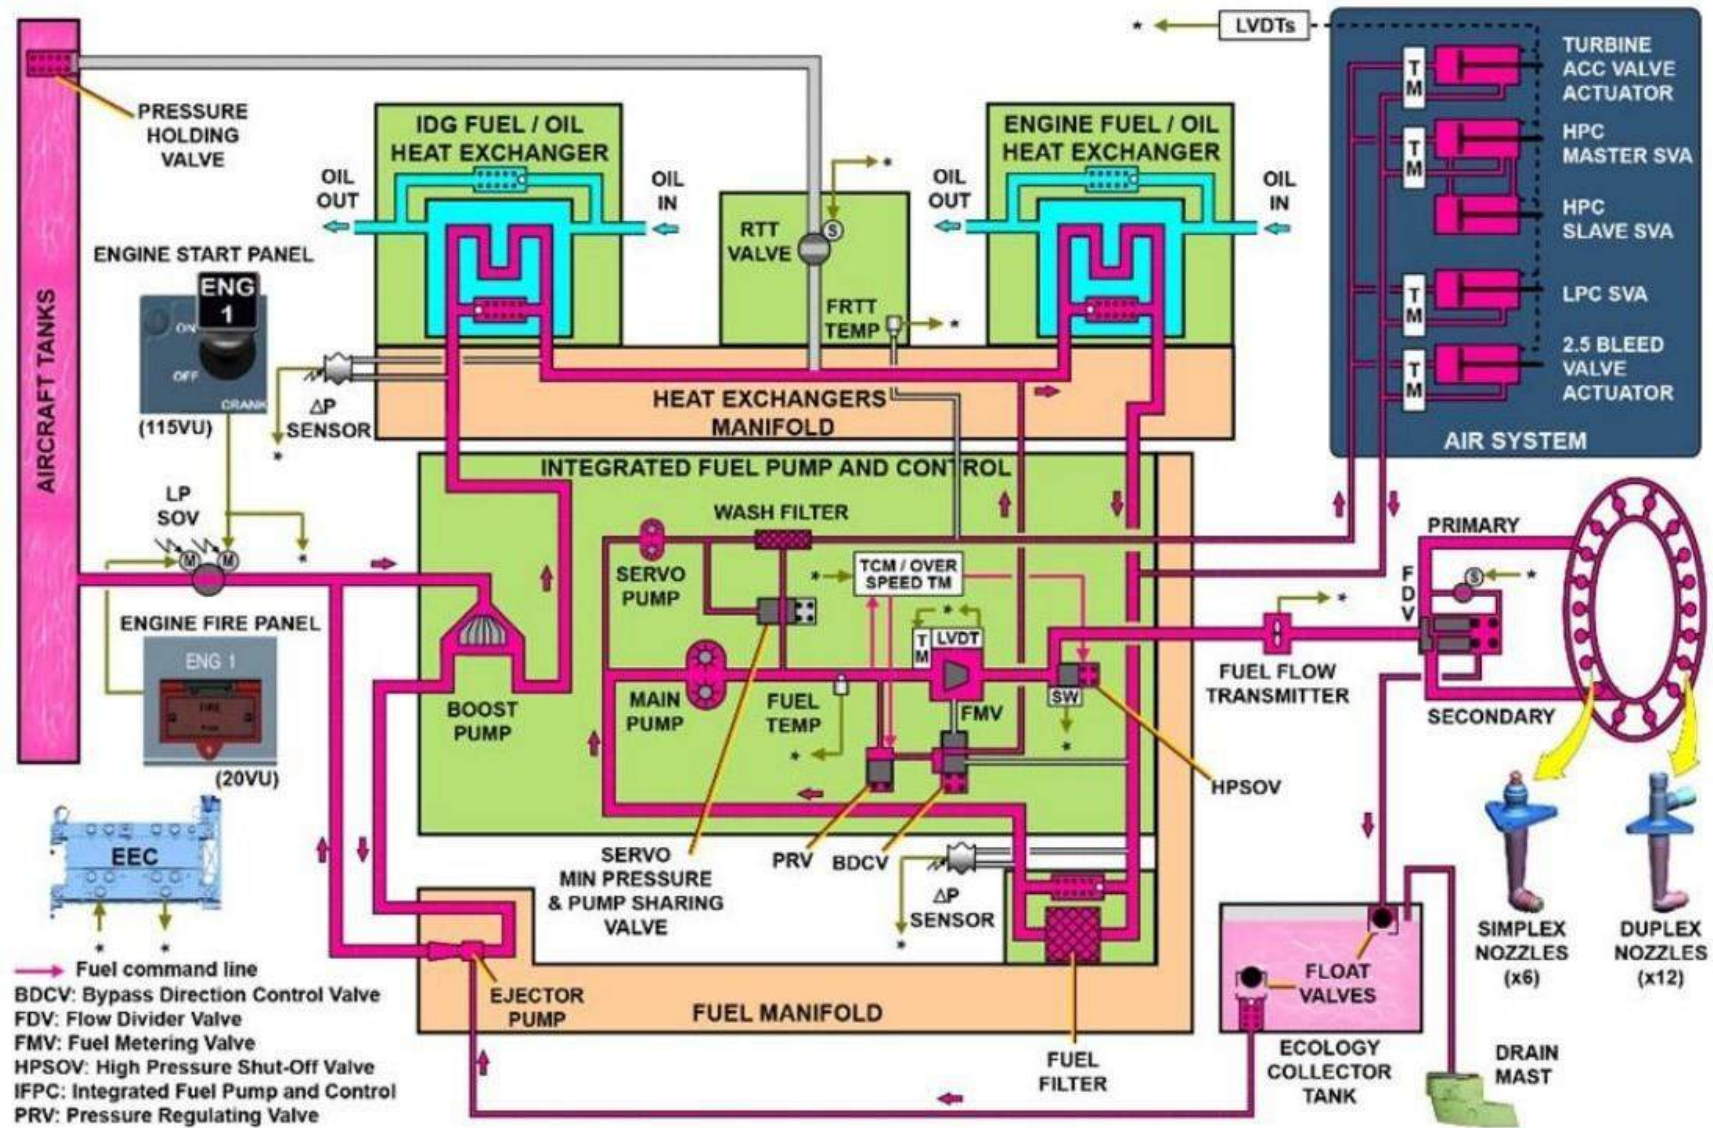 LVDTs
TURBINE
ACC VALVE
ACTUATOR
HPC
MASTER SVA
HPC
SLAVE SVA
LPC SVA
2.5 BLEED
VALVE
ACTUATOR
AIR SYSTEM
TM
TM
TM
TM
PRESSURE
HOLDING
VALVE
AIRCRAFT TANKS
IDG FUEL / OIL
HEAT EXCHANGER
OIL
OUT
OIL
IN
RTT
VALVE
S
FRTT
TEMP
ENGINE FUEL / OIL
HEAT EXCHANGER
OIL
OUT
OIL
IN
ENGINE START PANEL
ENG
1
ON
OFF
CRANK
(115VU)
ΔP
SENSOR
HEAT EXCHANGERS
MANIFOLD
LP
SOV
M
M
ENGINE FIRE PANEL
ENG 1
FIRE
PUSH
(20VU)
INTEGRATED FUEL PUMP AND CONTROL
WASH FILTER
SERVO
PUMP
TCM / OVER
SPEED TM
TM
LVDT
MAIN
PUMP
FUEL
TEMP
FMV
SW
BOOST
PUMP
PRIMARY
FDV
S
FUEL FLOW
TRANSMITTER
SECONDARY
HPSOV
SERVO
MIN PRESSURE
& PUMP SHARING
VALVE
PRV
BDCV
ΔP
SENSOR
EEC
EJECTOR
PUMP
FUEL MANIFOLD
FUEL
FILTER
FLOAT
VALVES
ECOLOGY
COLLECTOR
TANK
DRAIN
MAST
SIMPLEX
NOZZLES
(x6)
DUPLEX
NOZZLES
(x12)
Fuel command line
BDCV: Bypass Direction Control Valve
FDV: Flow Divider Valve
FMV: Fuel Metering Valve
HPSOV: High Pressure Shut-Off Valve
IFPC: Integrated Fuel Pump and Control
PRV: Pressure Regulating Valve